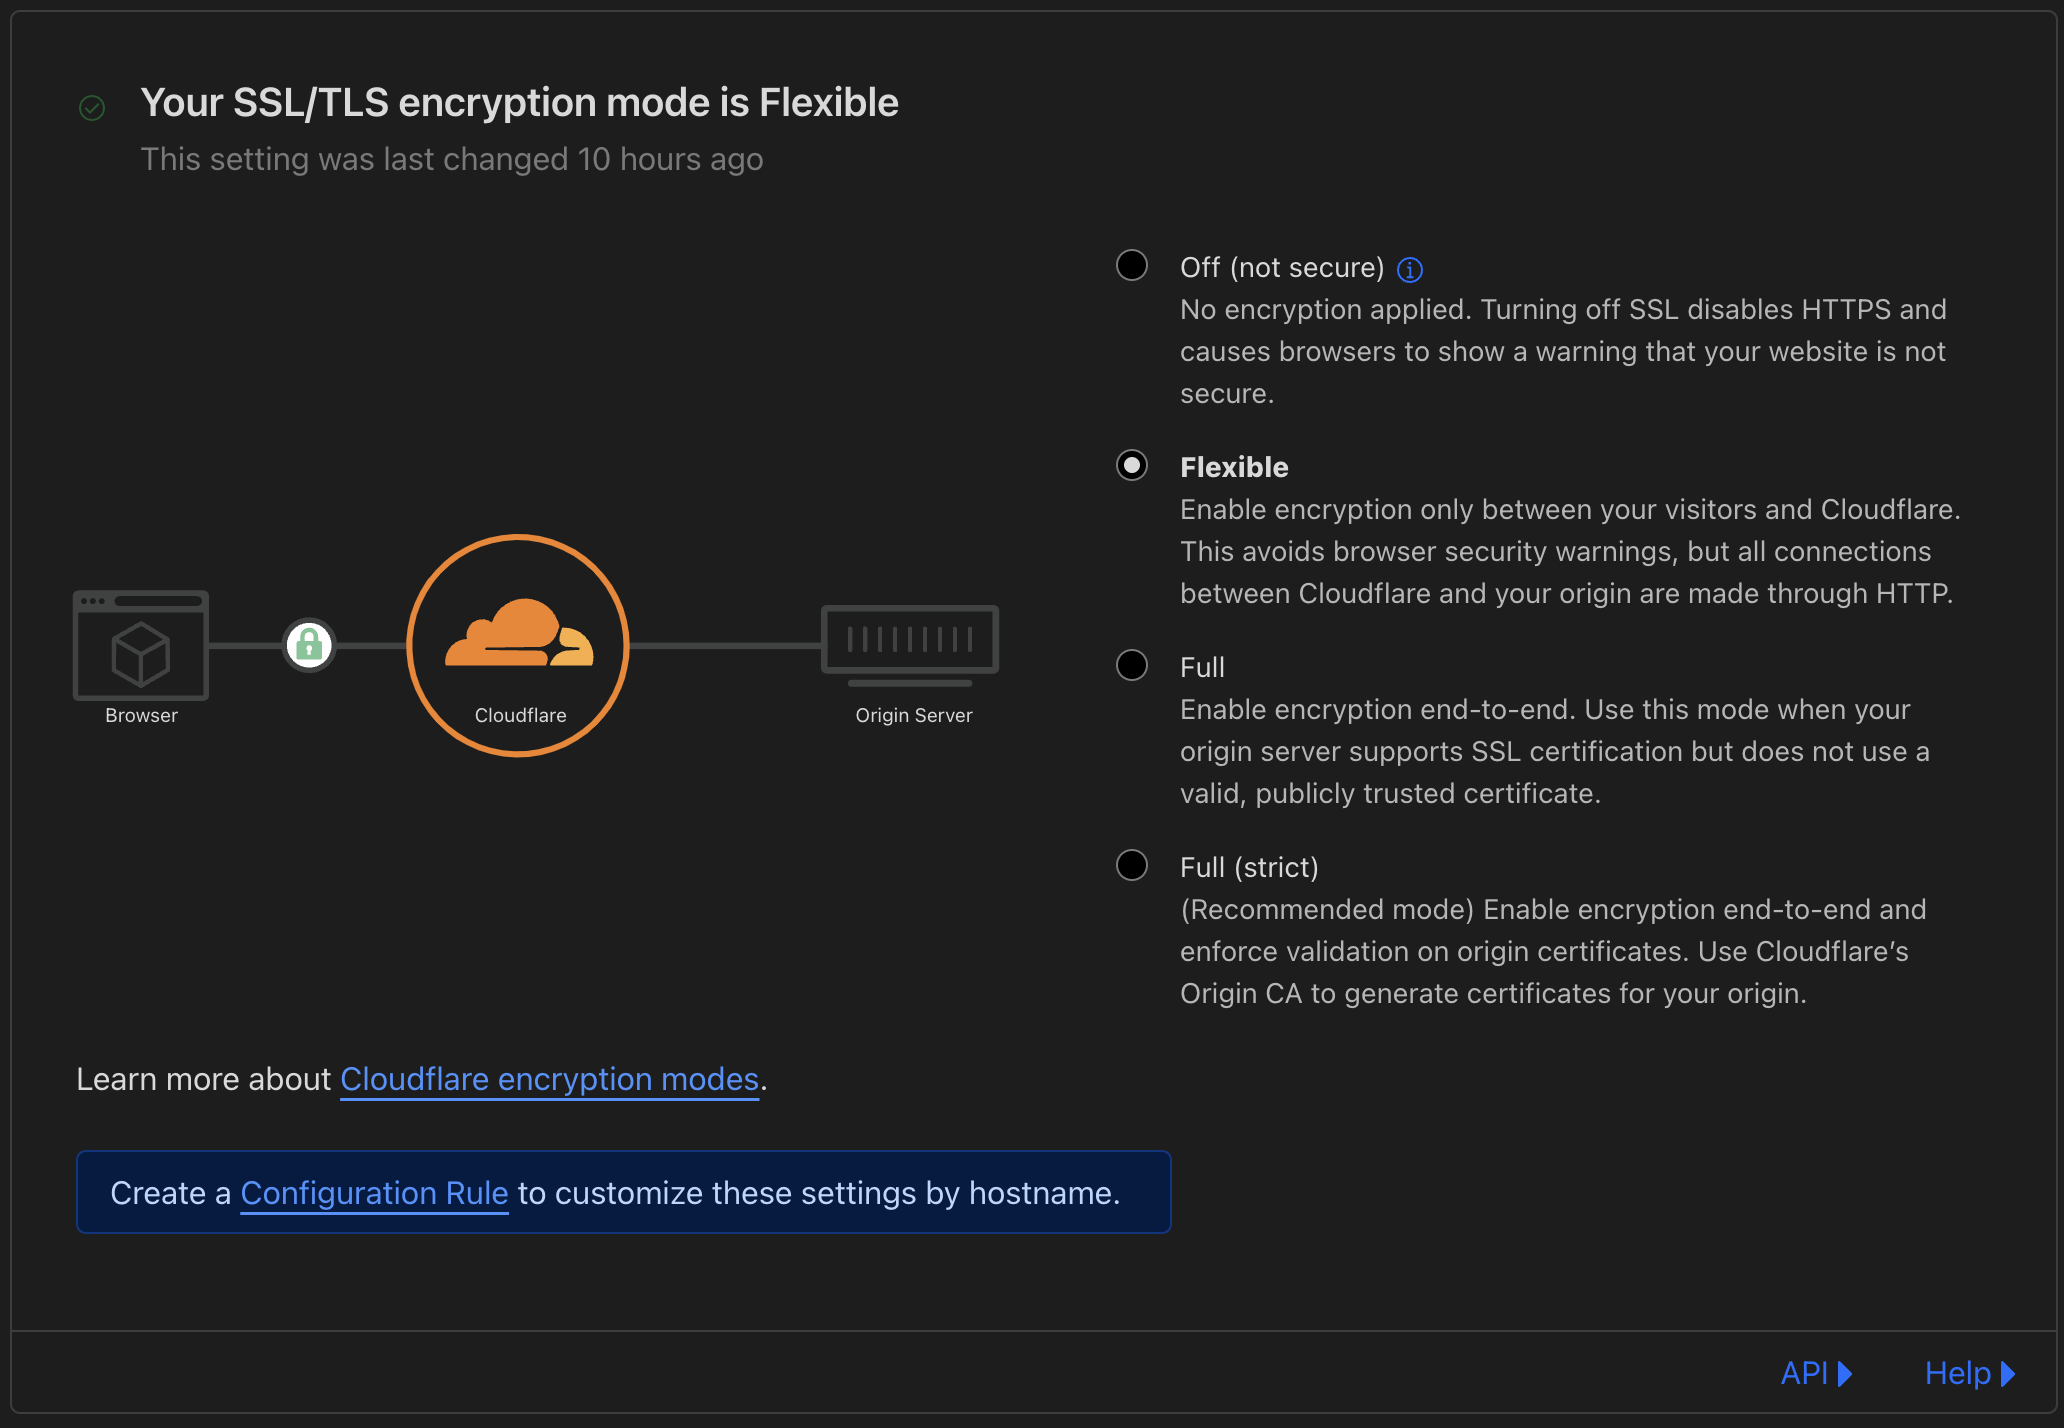 Your SSL/TLS encryption mode is Flexible
This setting was last changed 10 hours ago
Browser
Cloudflare
Origin Server
Off (not secure)
No encryption applied. Turning off SSL disables HTTPS and
causes browsers to show a warning that your website is not
secure.
Flexible
Enable encryption only between your visitors and Cloudflare.
This avoids browser security warnings, but all connections
between Cloudflare and your origin are made through HTTP.
Full
Enable encryption end-to-end. Use this mode when your
origin server supports SSL certification but does not use a
valid, publicly trusted certificate.
Full (strict)
(Recommended mode) Enable encryption end-to-end and
enforce validation on origin certificates. Use Cloudflare’s
Origin CA to generate certificates for your origin.
Learn more about Cloudflare encryption modes.
Create a Configuration Rule to customize these settings by hostname.
API
Help